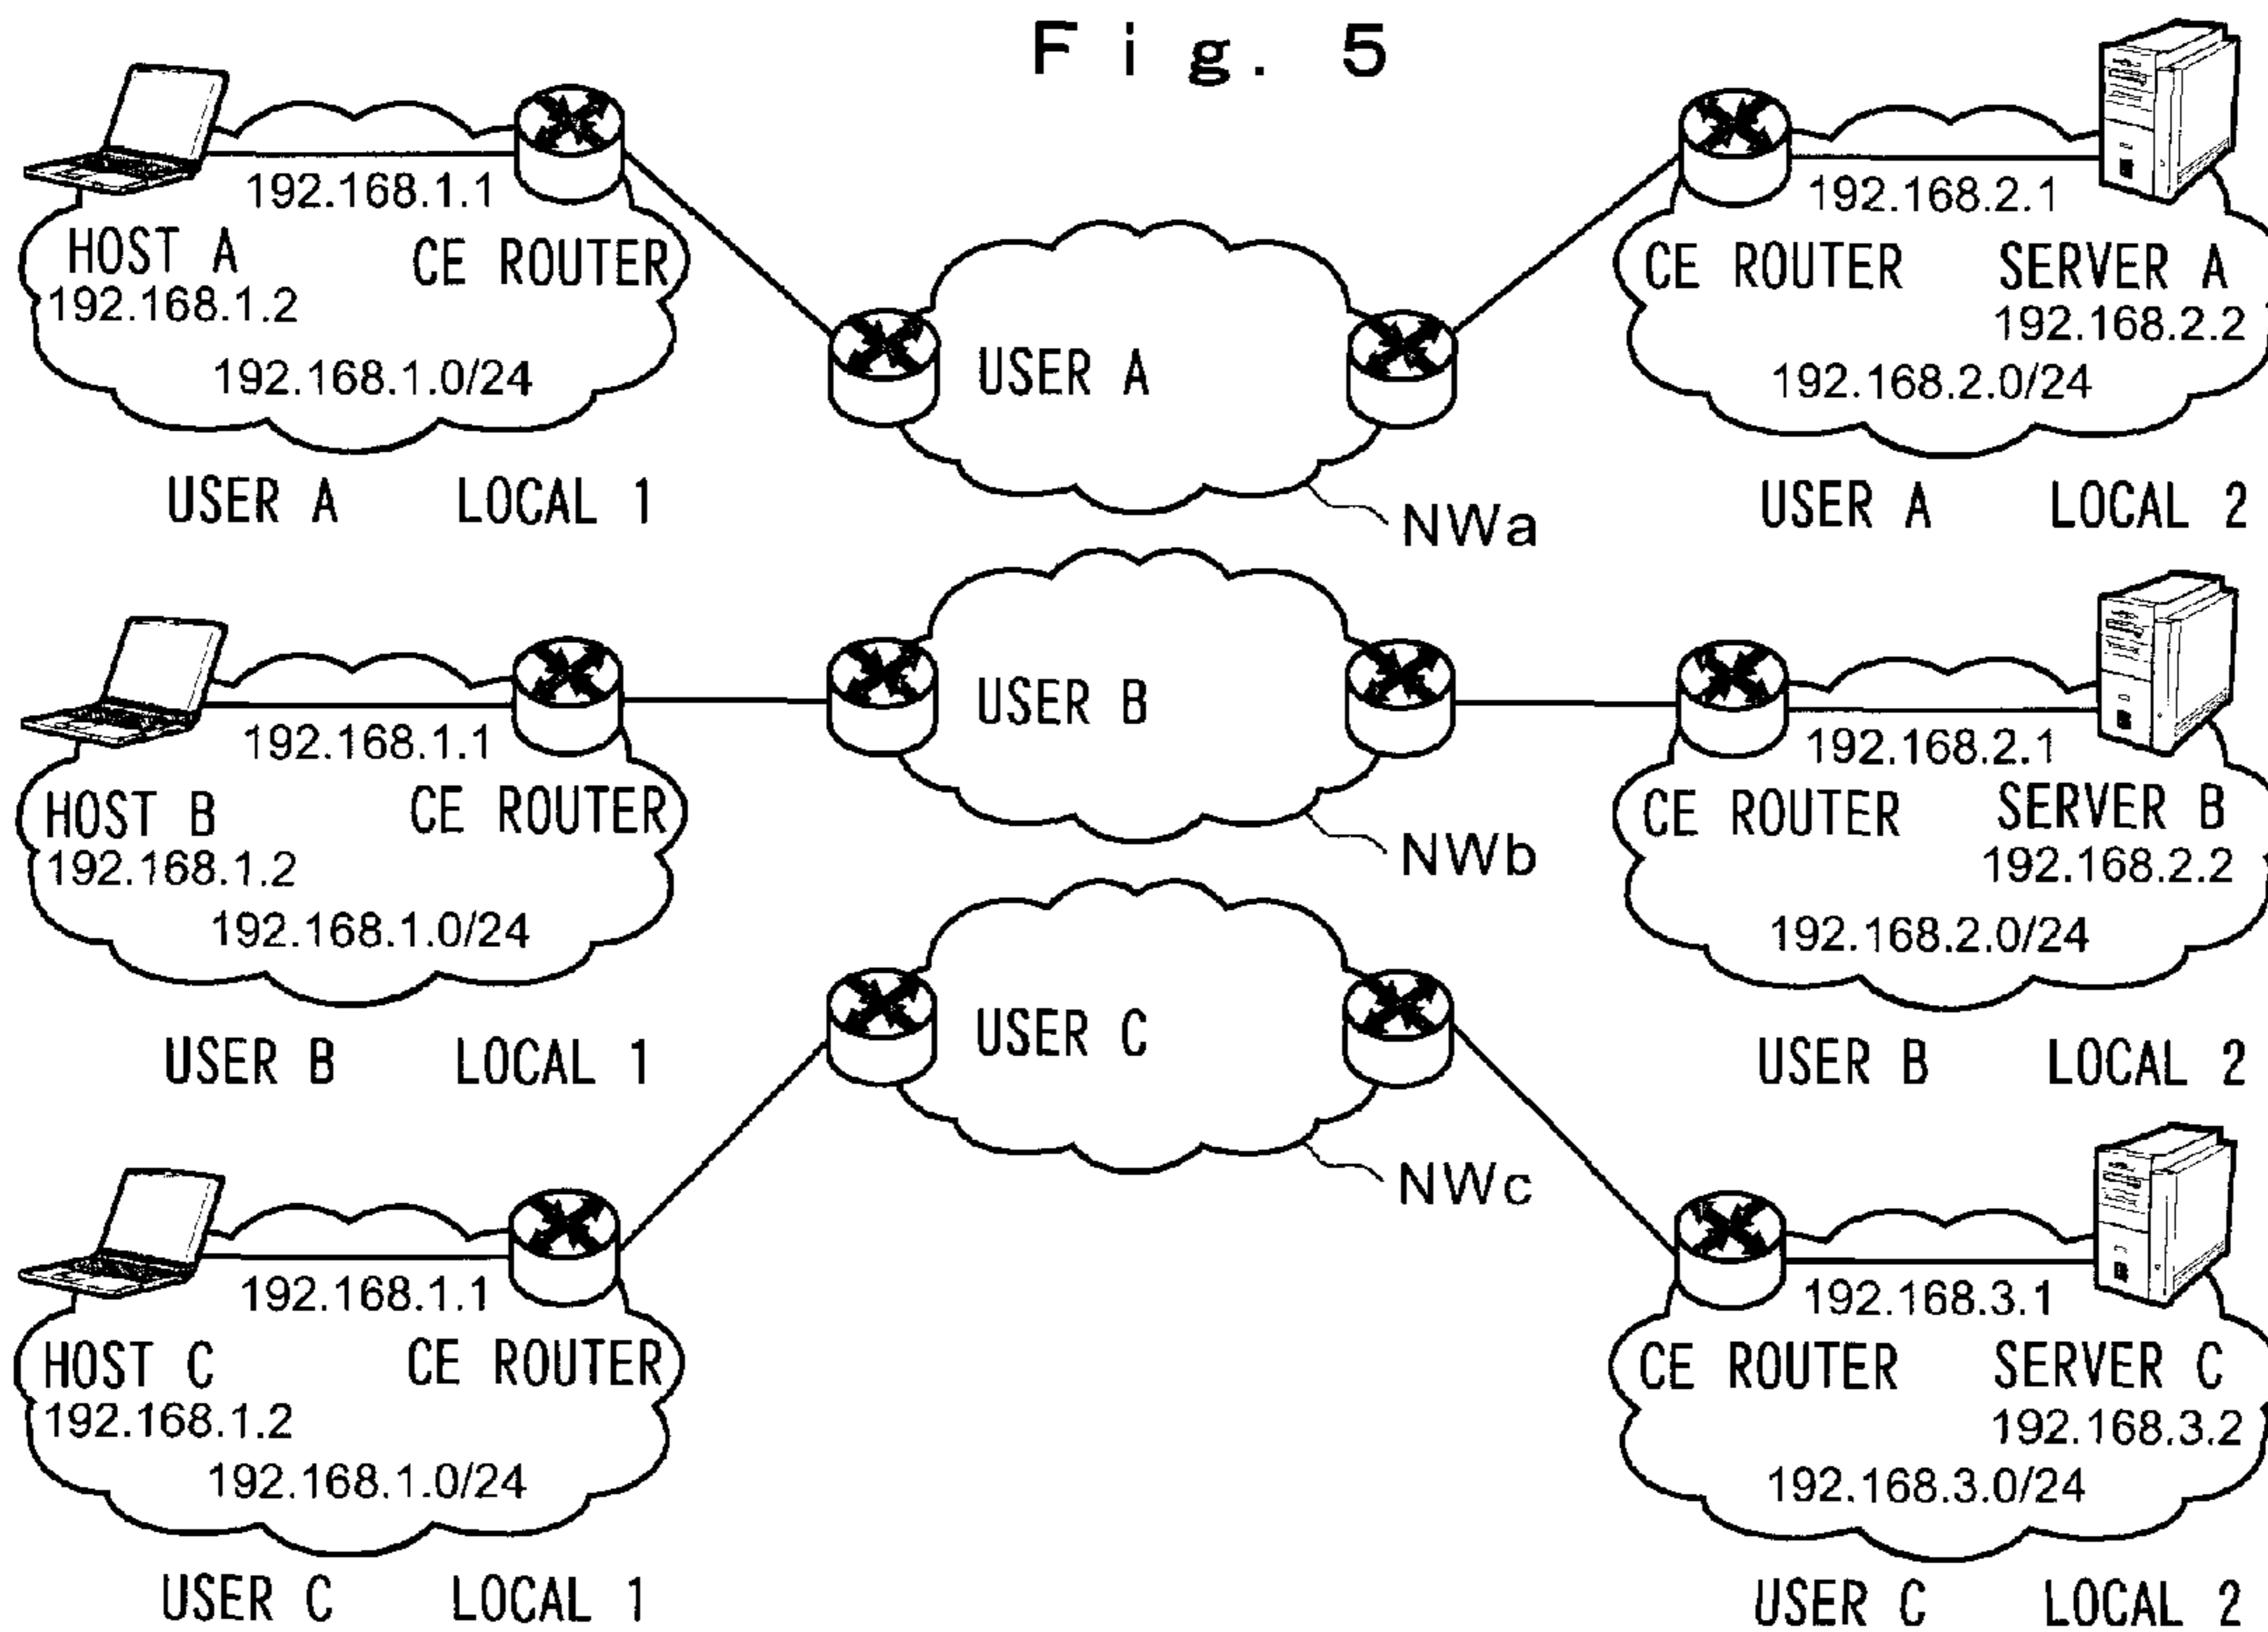 Fig. 5
192.168.1.1
HOST A
CE ROUTER
192.168.1.2
192.168.1.0/24
USER A
LOCAL 1
USER A
NWa
192.168.2.1
CE ROUTER
SERVER A
192.168.2.2
192.168.2.0/24
USER A
LOCAL 2
192.168.1.1
HOST B
CE ROUTER
192.168.1.2
192.168.1.0/24
USER B
LOCAL 1
USER B
NWb
192.168.2.1
CE ROUTER
SERVER B
192.168.2.2
192.168.2.0/24
USER B
LOCAL 2
192.168.1.1
HOST C
CE ROUTER
192.168.1.2
192.168.1.0/24
USER C
LOCAL 1
USER C
NWc
192.168.3.1
CE ROUTER
SERVER C
192.168.3.2
192.168.3.0/24
USER C
LOCAL 2